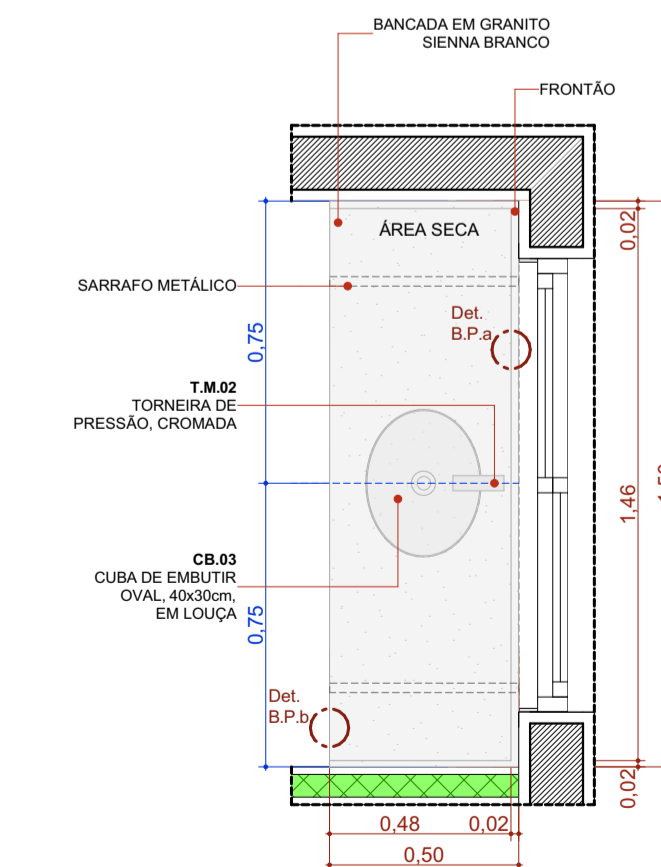 BANCADA EM GRANITO
SIENNA BRANCO
FRONTÃO
ÁREA SECA
0,02
SARRAFO METÁLICO
Det.
B.P.a
0,75
T.M.02
TORNEIRA DE
PRESSÃO, CROMADA
1,46
CB.03
CUBA DE EMBUTIR
OVAL, 40x30cm,
EM LOUÇA
0,75
Det.
B.P.b
0,02
0,48
0,02
0,50